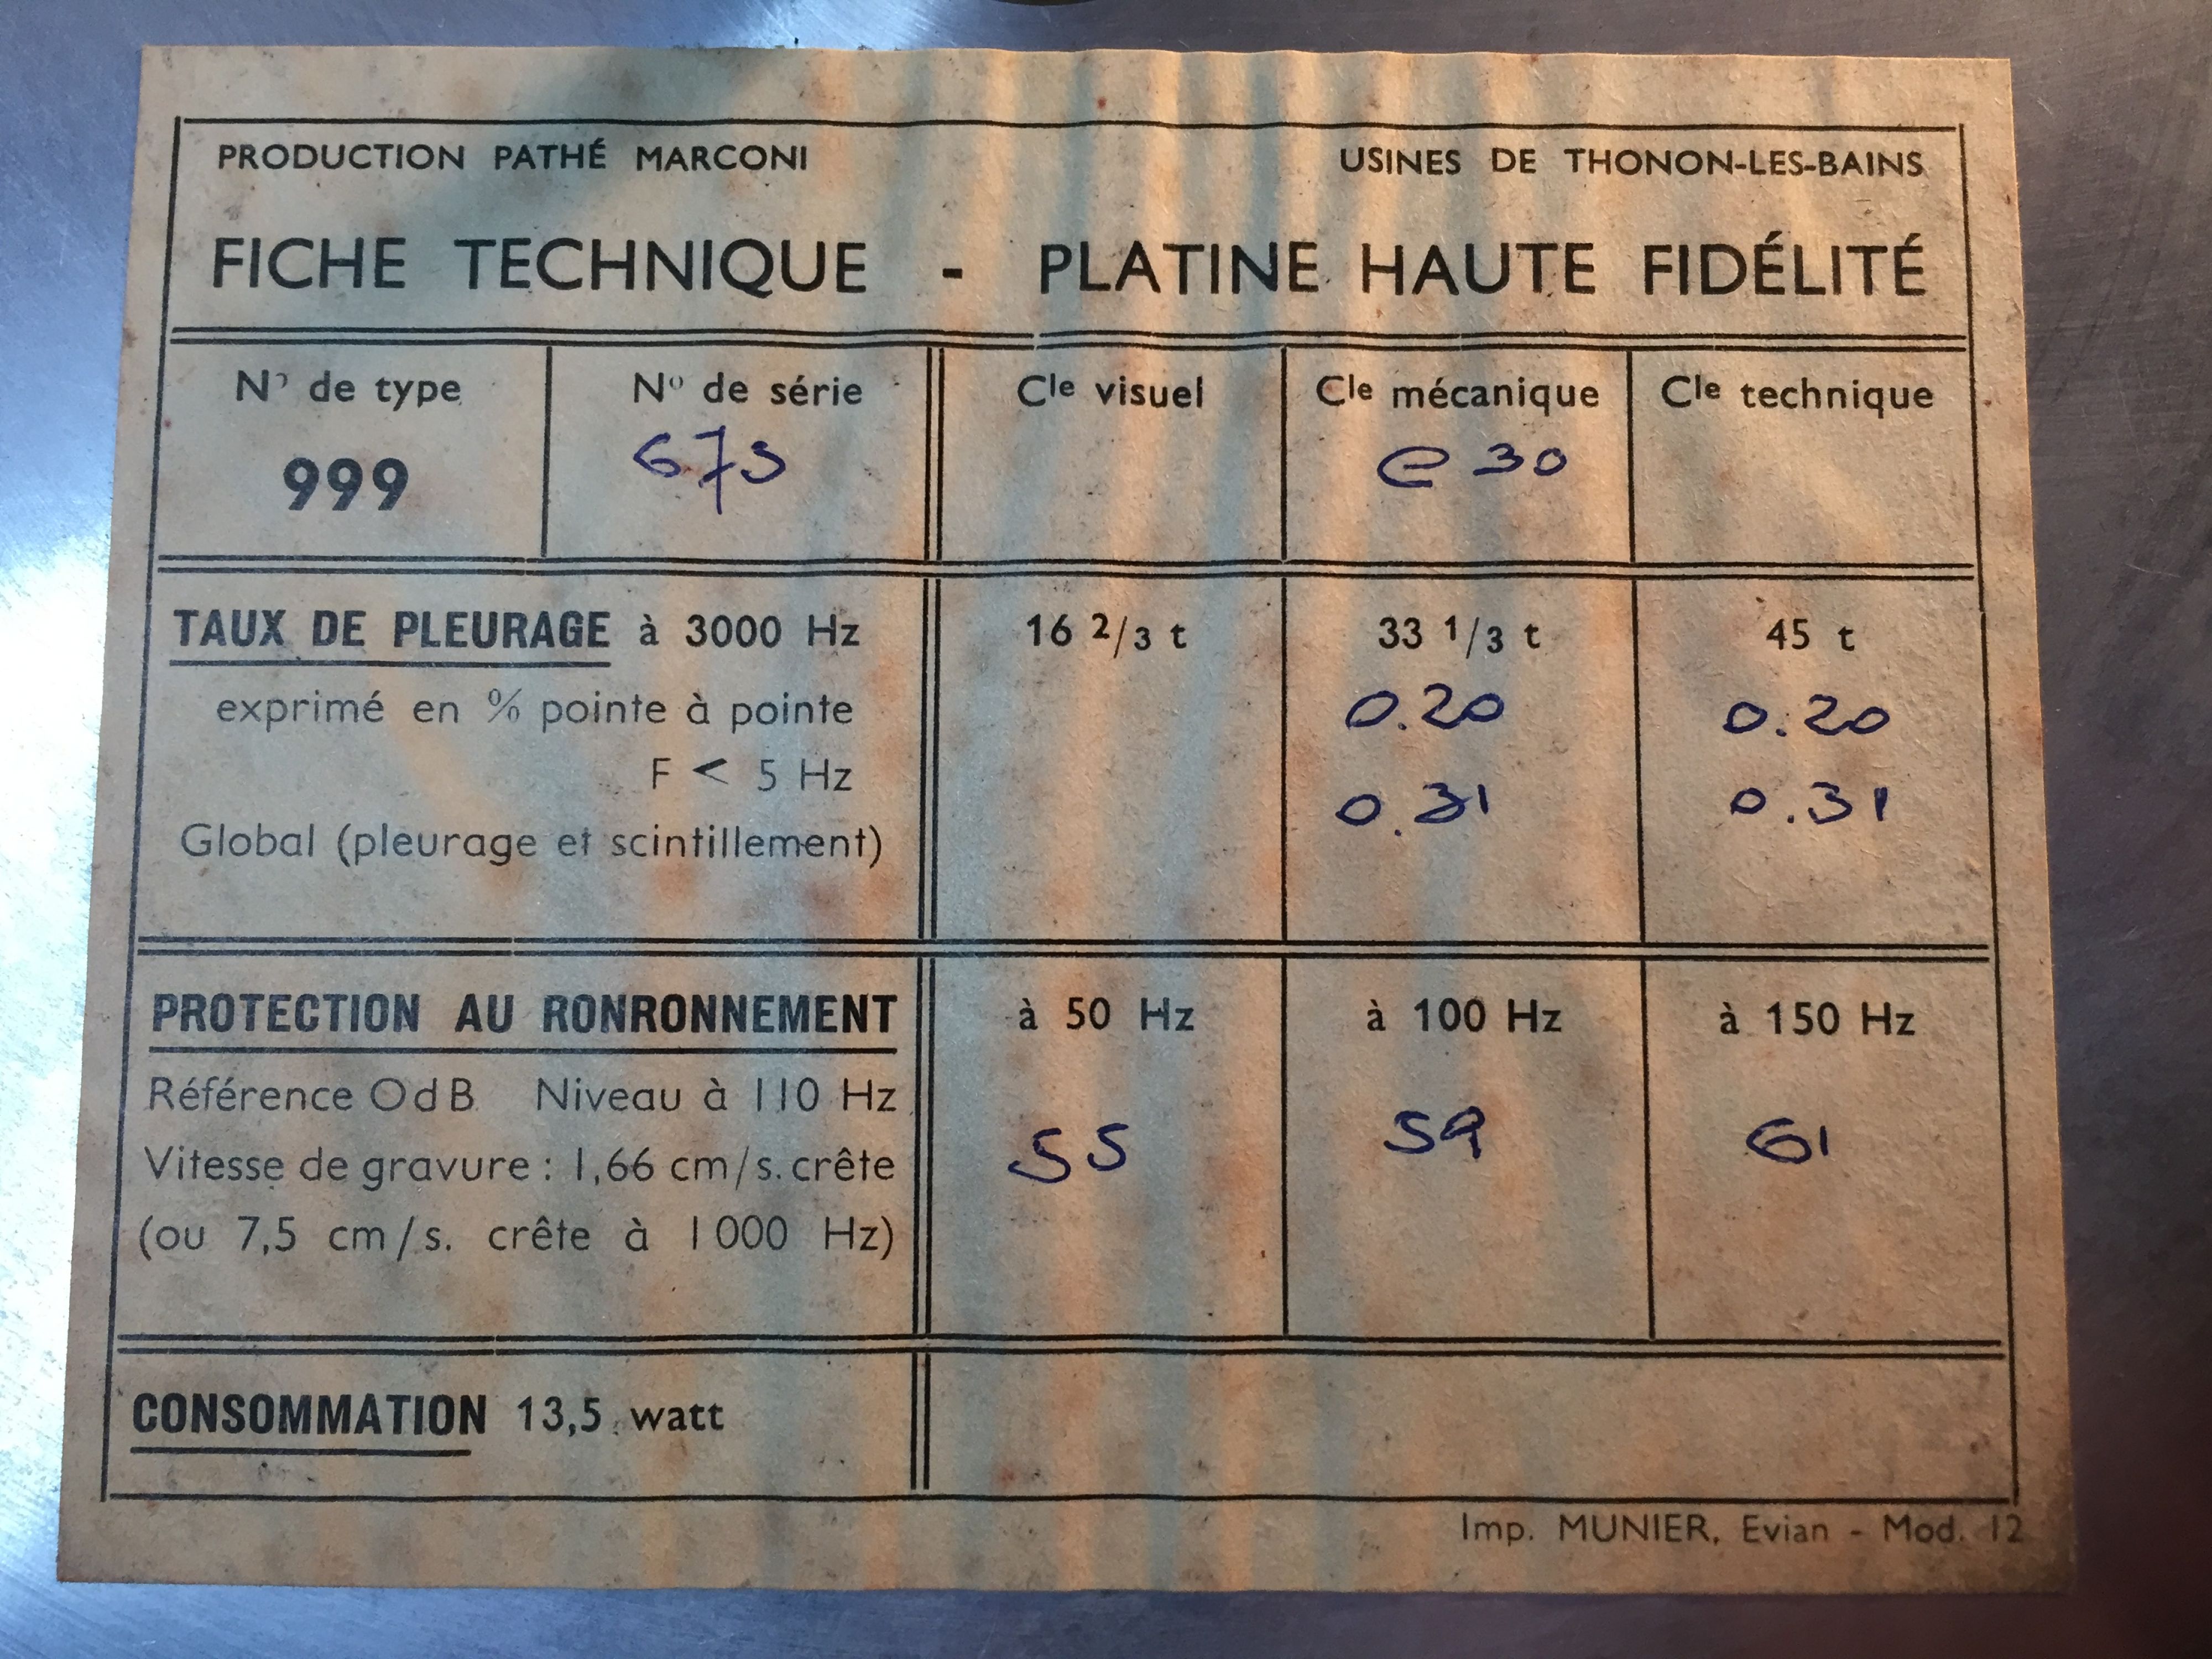 PRODUCTION PATHÉ MARCONI USINES DE THONON-LES-BAINS
FICHE TECHNIQUE - PLATINE HAUTE FIDÉLITÉ
Nº de type Nº de série Cle visuel Cle mécanique Cle technique
999 673 e 30
TAUX DE PLEURAGE à 3000 Hz 16 2/3 t 33 1/3 t 45 t
exprimé en % pointe à pointe 0.20 0.20
F < 5 Hz 0.31 0.31
Global (pleurage et scintillement)
PROTECTION AU RONRONNEMENT à 50 Hz à 100 Hz à 150 Hz
Référence OdB Niveau à 110 Hz
Vitesse de gravure : 1,66 cm/s. crête 55 59 61
(ou 7,5 cm/s. crête à 1000 Hz)
CONSOMMATION 13,5 watt
Imp. MUNIER, Evian - Mod. 12